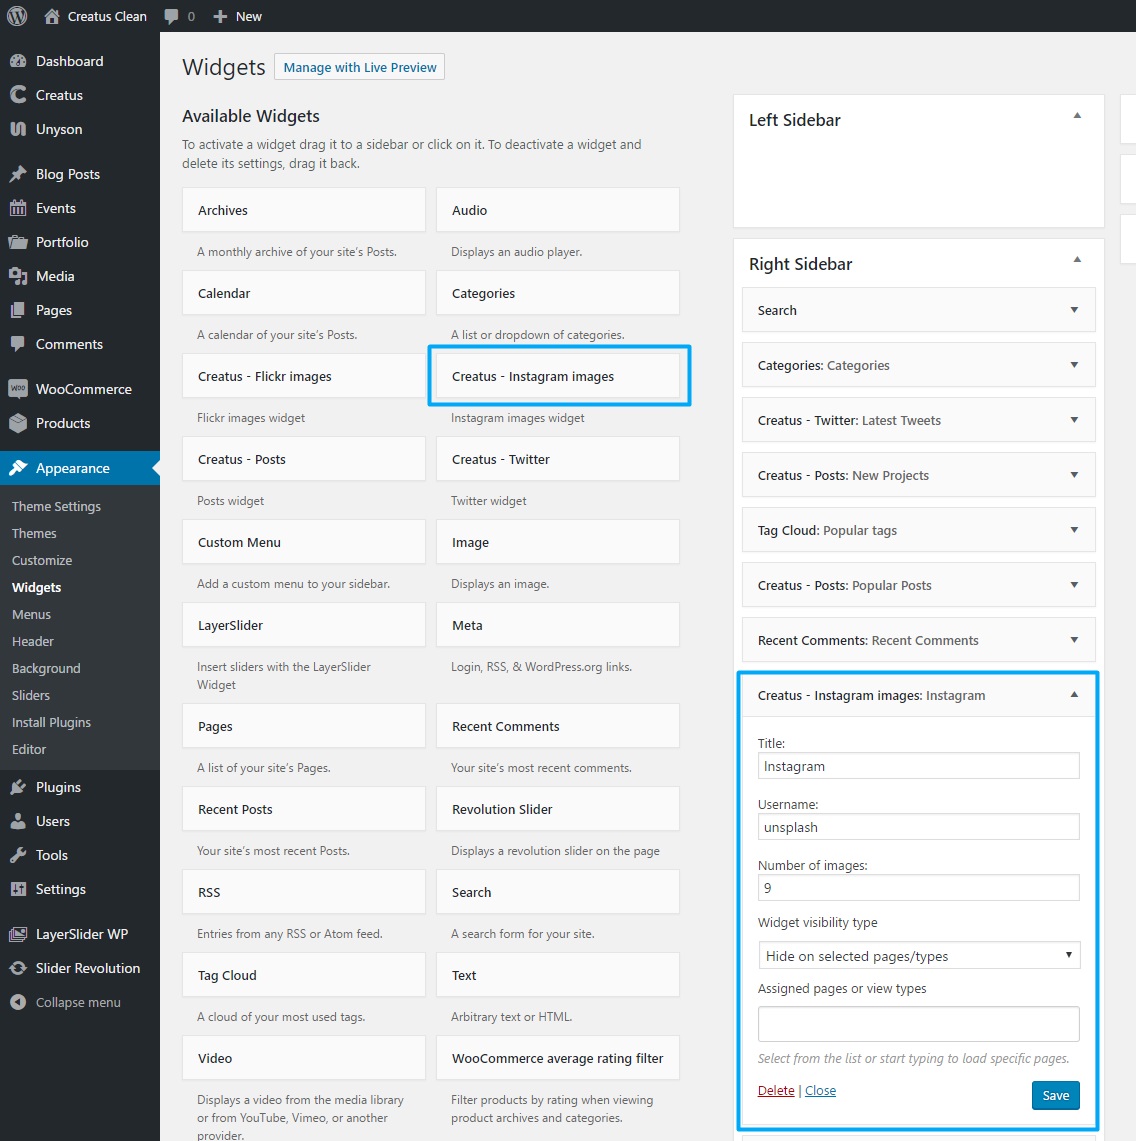 Creatus Clean
0
New
Dashboard
Creatus
Unyson
Blog Posts
Events
Portfolio
Media
Pages
Comments
WooCommerce
Products
Appearance
Theme Settings
Themes
Customize
Widgets
Menus
Header
Background
Sliders
Install Plugins
Editor
Plugins
Users
Tools
Settings
LayerSlider WP
Slider Revolution
Collapse menu
Widgets
Manage with Live Preview
Available Widgets
To activate a widget drag it to a sidebar or click on it. To deactivate a widget and
delete its settings, drag it back.
Archives
A monthly archive of your site's Posts.
Audio
Displays an audio player.
Calendar
A calendar of your site's Posts.
Categories
A list or dropdown of categories.
Creatus - Flickr images
Flickr images widget
Creatus - Instagram images
Instagram images widget
Creatus - Posts
Posts widget
Creatus - Twitter
Twitter widget
Custom Menu
Add a custom menu to your sidebar.
Image
Displays an image.
LayerSlider
Insert sliders with the LayerSlider
Widget
Meta
Login, RSS, & WordPress.org links.
Pages
A list of your site's Pages.
Recent Comments
Your site's most recent comments.
Recent Posts
Your site's most recent Posts.
Revolution Slider
Displays a revolution slider on the page
RSS
Entries from any RSS or Atom feed.
Search
A search form for your site.
Tag Cloud
A cloud of your most used tags.
Text
Arbitrary text or HTML.
Video
Displays a video from the media library
or from YouTube, Vimeo, or another
provider.
WooCommerce average rating filter
Filter products by rating when viewing
product archives and categories.
Left Sidebar
Right Sidebar
Search
Categories: Categories
Creatus - Twitter: Latest Tweets
Creatus - Posts: New Projects
Tag Cloud: Popular tags
Creatus - Posts: Popular Posts
Recent Comments: Recent Comments
Creatus - Instagram images: Instagram
Title:
Instagram
Username:
unsplash
Number of images:
9
Widget visibility type
Hide on selected pages/types
Assigned pages or view types
Select from the list or start typing to load specific pages.
Delete | Close
Save